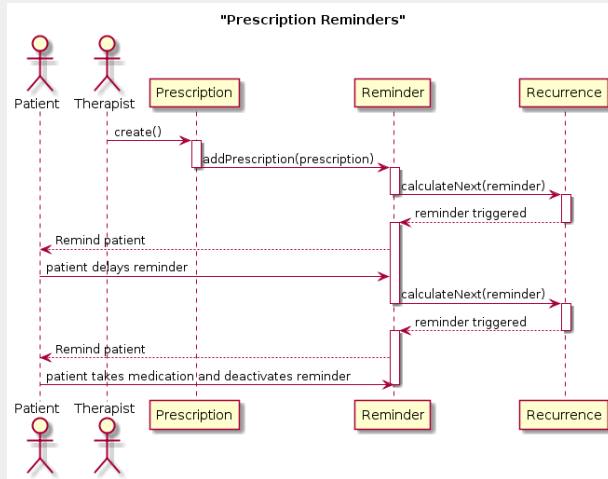 "Prescription Reminders"
Patient Therapist Prescription Reminder Recurrence
create()
addPrescription(prescription)
calculateNext(reminder)
reminder triggered
Remind patient
patient delays reminder
calculateNext(reminder)
reminder triggered
Remind patient
patient takes medication and deactivates reminder
Patient Therapist Prescription Reminder Recurrence